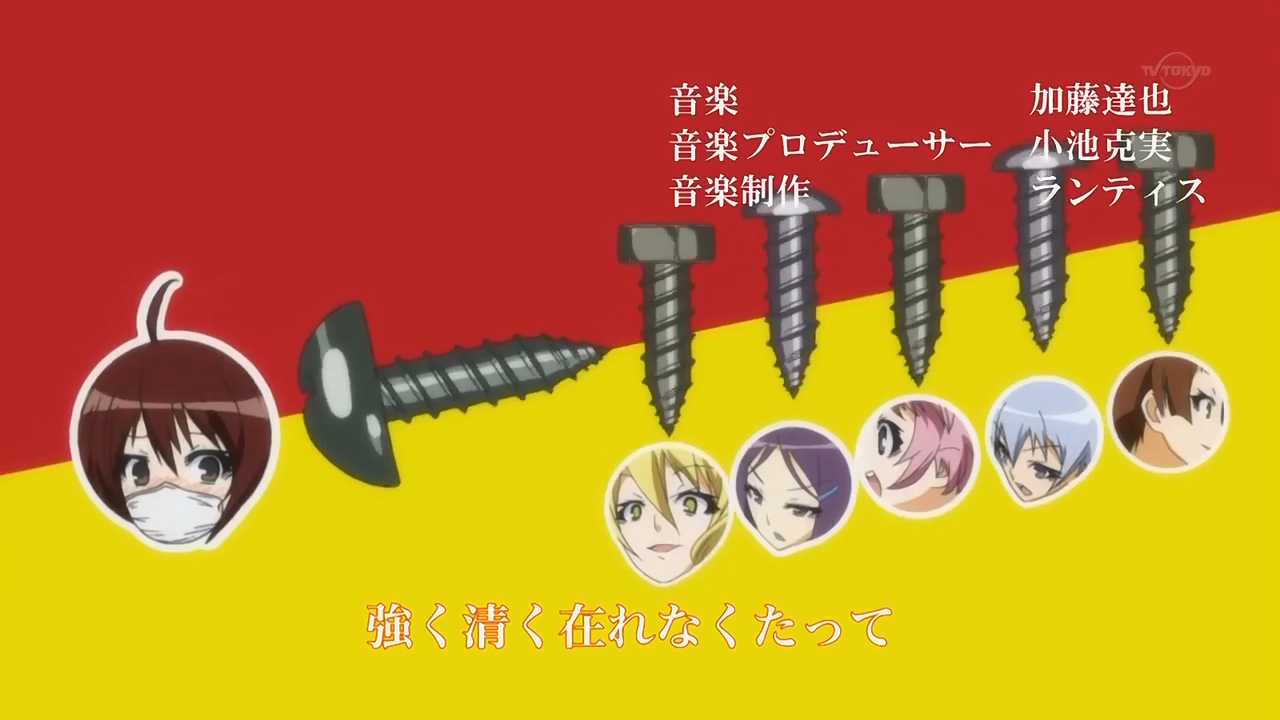 TV TOKYO
音楽 加藤達也
音楽プロデューサー 小池克実
音楽制作 ランティス
強く清く在れなくたって